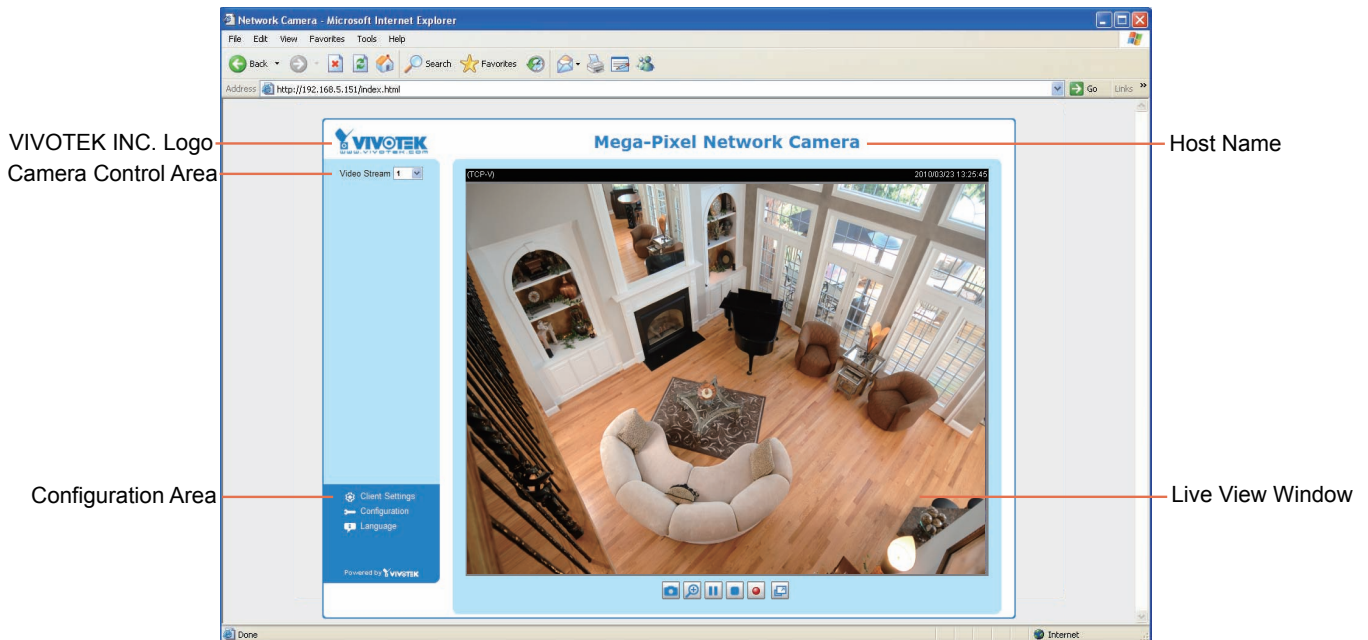 Network Camera - Microsoft Internet Explorer
File Edit View Favorites Tools Help
Back Search Favorites
Address http://192.168.5.151/index.html Go Links »
VIVOTEK INC. Logo
VIVOTEK
www.vivotek.com
Mega-Pixel Network Camera
Host Name
Camera Control Area
Video Stream 1
(TCP-V) 2010/03/23 13:25:45
Configuration Area
Client Settings
Configuration
Language
Live View Window
Powered by VIVOTEK
Done Internet